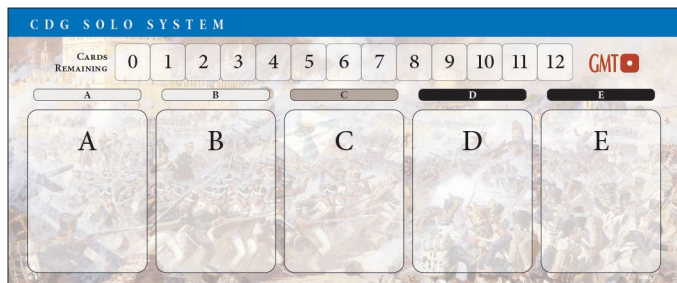 CDG SOLO SYSTEM
CARDS REMAINING 0 1 2 3 4 5 6 7 8 9 10 11 12 GMT
A B C D E
A B C D E